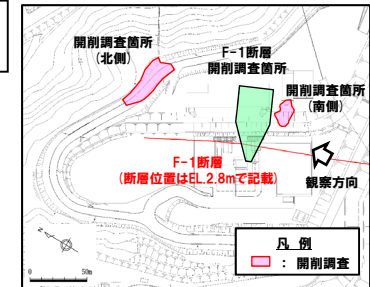 開削調査箇所
(北側)
F-1断層
開削調査箇所
開削調査箇所
(南側)
F-1断層
(断層位置はEL.2.8mで記載)
観察方向
凡 例
: 開削調査
N
0 50m